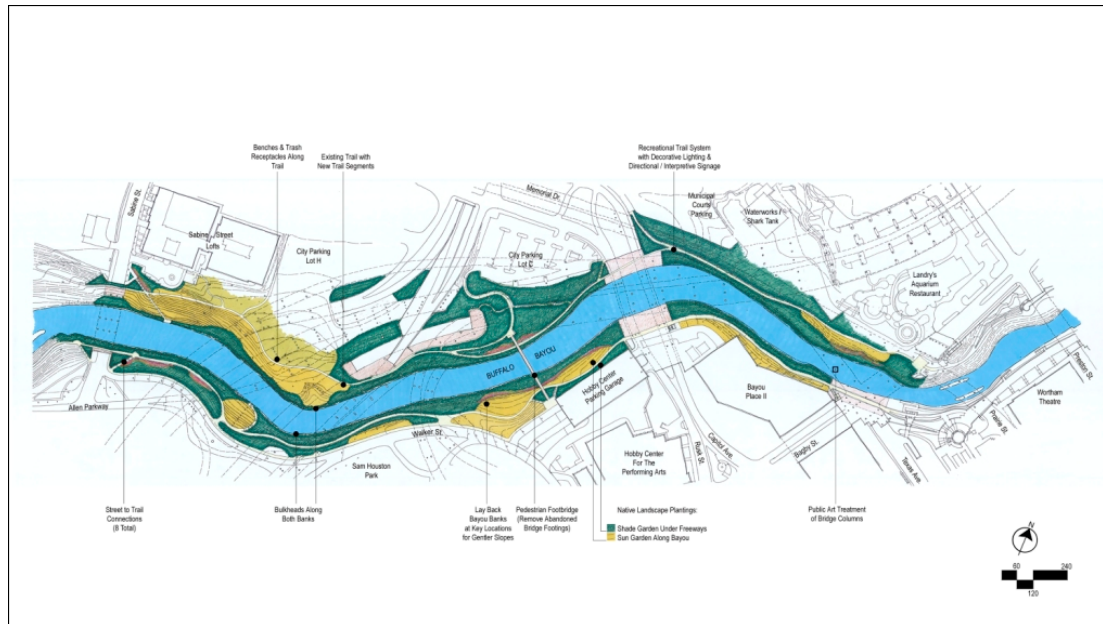 Benches & Trash
Receptacles Along
Trail
Existing Trail with
New Trail Segments
Recreational Trail System
with Decorative Lighting &
Directional / Interpretive Signage
Sabine St.
Sabine Street
Lofts
City Parking
Lot H
Memorial Dr.
City Parking
Lot C
Municipal
County
Parking
Waterworks /
Shark Tank
Landry's
Aquarium
Restaurant
BUFFALO BAYOU
Allen Parkway
Walker St.
Sam Houston
Park
Hobby Center
Parking Garage
Hobby Center
For The
Performing Arts
Rusk St.
Capitol Ave.
Bayou
Place II
Bagby St.
Texas Ave.
Prairie St.
Preston St.
Wortham
Theatre
Street to Trail
Connections
(8 Total)
Bulkheads Along
Both Banks
Lay Back
Bayou Banks
at Key Locations
for Gentler Slopes
Pedestrian Footbridge
(Remove Abandoned
Bridge Footings)
Native Landscape Plantings:
Shade Garden Under Freeways
Sun Garden Along Bayou
Public Art Treatment
of Bridge Columns
N
60 240
120